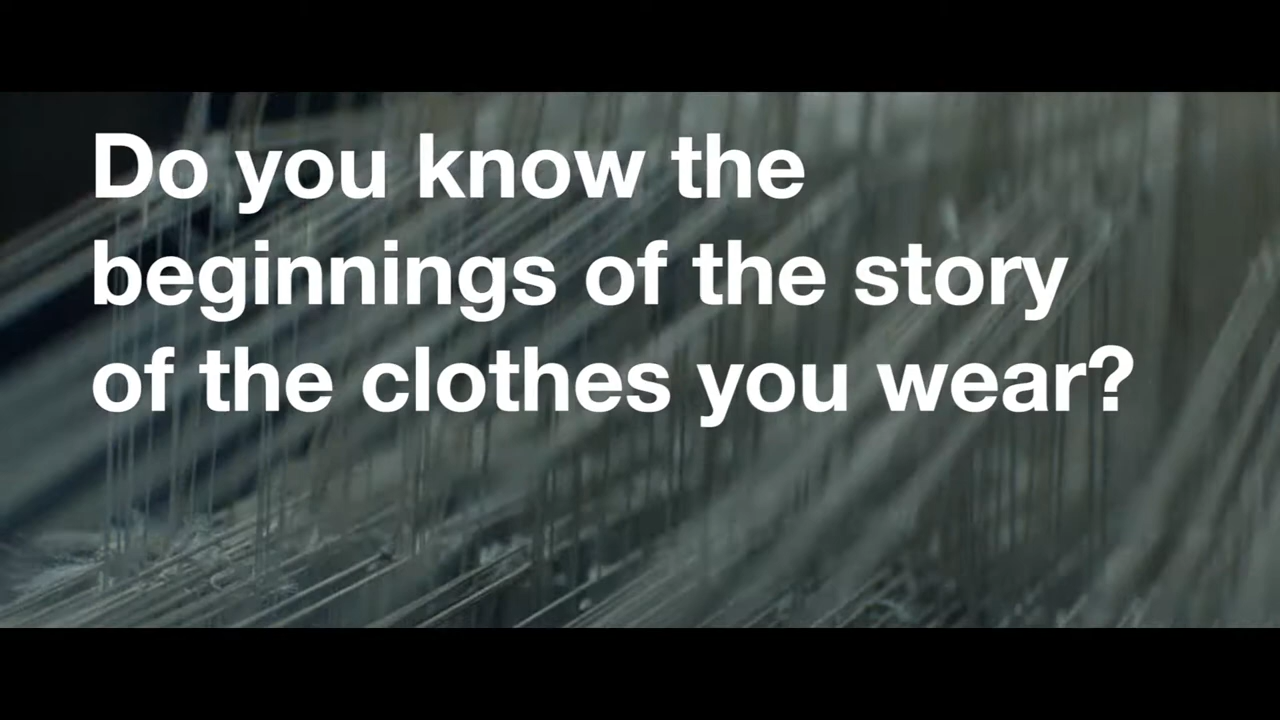 Do you know the
beginnings of the story
of the clothes you wear?